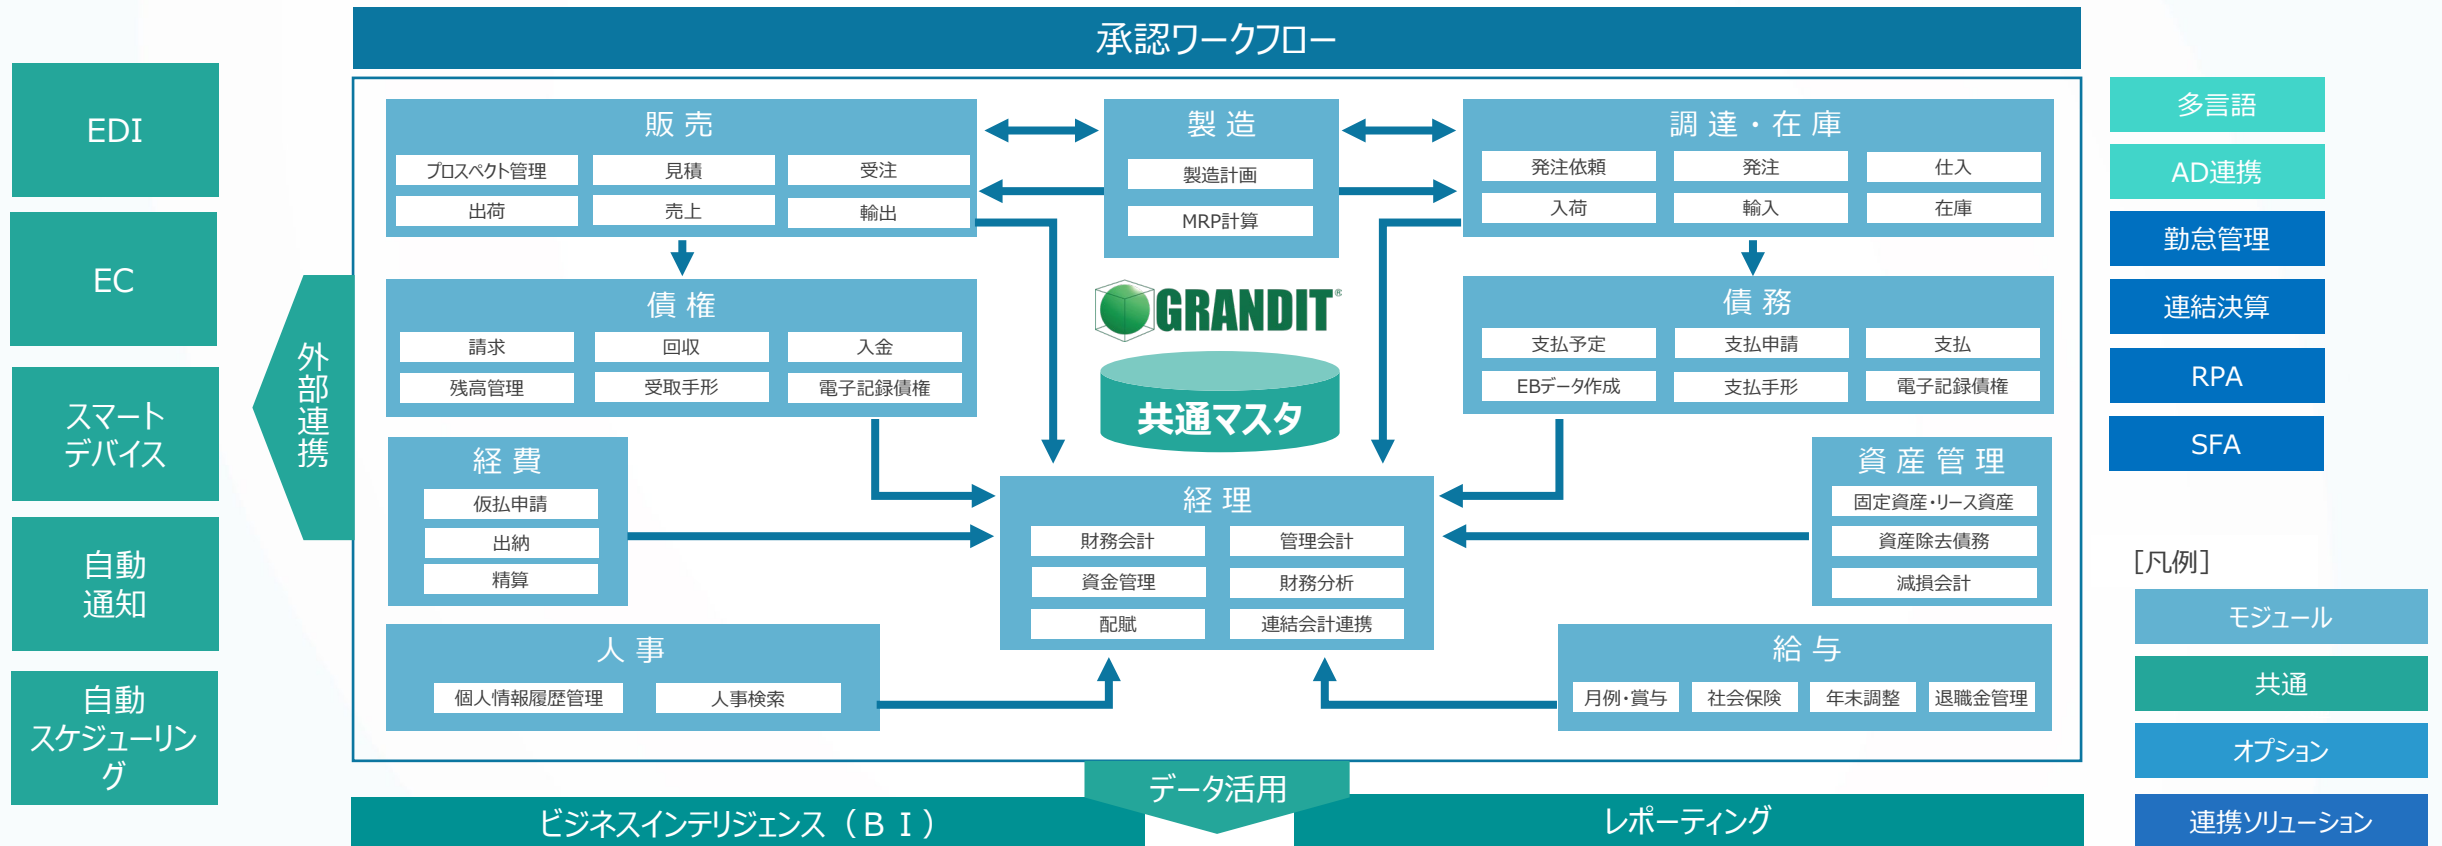 承認ワークフロー
EDI
EC
スマート
デバイス
自動
通知
自動
スケジューリン
グ
外部連携
販売
プロスペクト管理
見積
受注
出荷
売上
輸出
製造
製造計画
MRP計算
調達・在庫
発注依頼
発注
仕入
入荷
輸入
在庫
債権
請求
回収
入金
残高管理
受取手形
電子記録債権
GRANDIT®
共通マスタ
債務
支払予定
支払申請
支払
EBデータ作成
支払手形
電子記録債権
経費
仮払申請
出納
精算
経理
財務会計
管理会計
資金管理
財務分析
配賦
連結会計連携
資産管理
固定資産・リース資産
資産除去債務
減損会計
人事
個人情報履歴管理
人事検索
給与
月例・賞与
社会保険
年末調整
退職金管理
データ活用
ビジネスインテリジェンス（ＢＩ）
レポーティング
多言語
AD連携
勤怠管理
連結決算
RPA
SFA
［凡例］
モジュール
共通
オプション
連携ソリューション